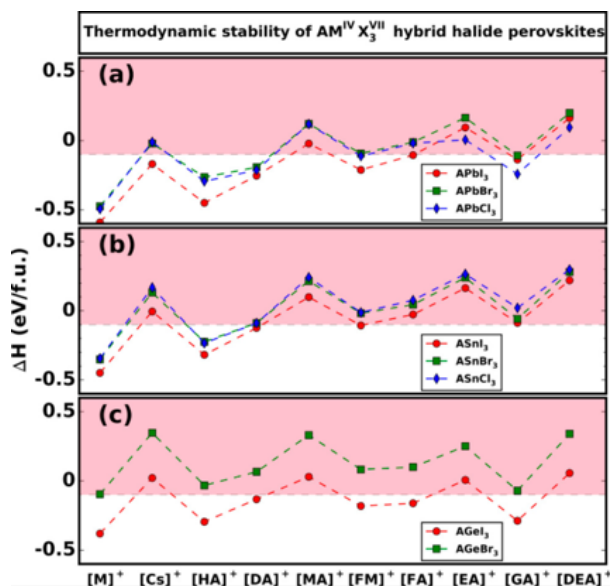 Thermodynamic stability of AM^IV X_3^VII hybrid halide perovskites
(a)
0.5
0
-0.5
APbI₃
APbBr₃
APbCl₃
(b)
0.5
0
-0.5
ASnI₃
ASnBr₃
ASnCl₃
(c)
0.5
0
-0.5
AGeI₃
AGeBr₃
ΔH (eV/f.u.)
[M]⁺ [Cs]⁺ [HA]⁺ [DA]⁺ [MA]⁺ [FM]⁺ [FA]⁺ [EA]⁺ [GA]⁺ [DEA]⁺